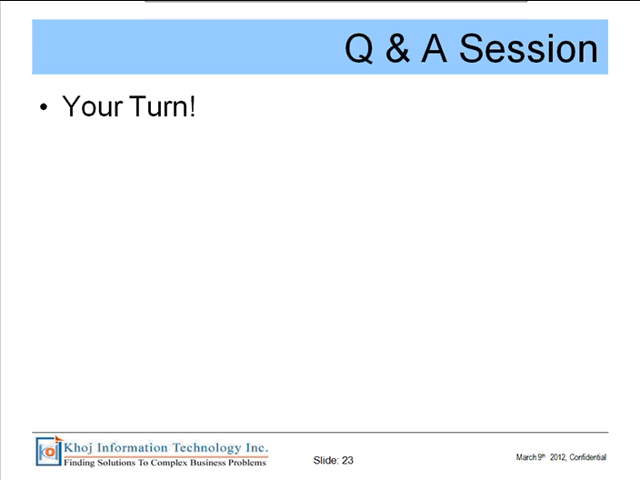 Q & A Session
• Your Turn!
Khoj Information Technology Inc.
Finding Solutions To Complex Business Problems
Slide: 23
March 9th 2012, Confidential